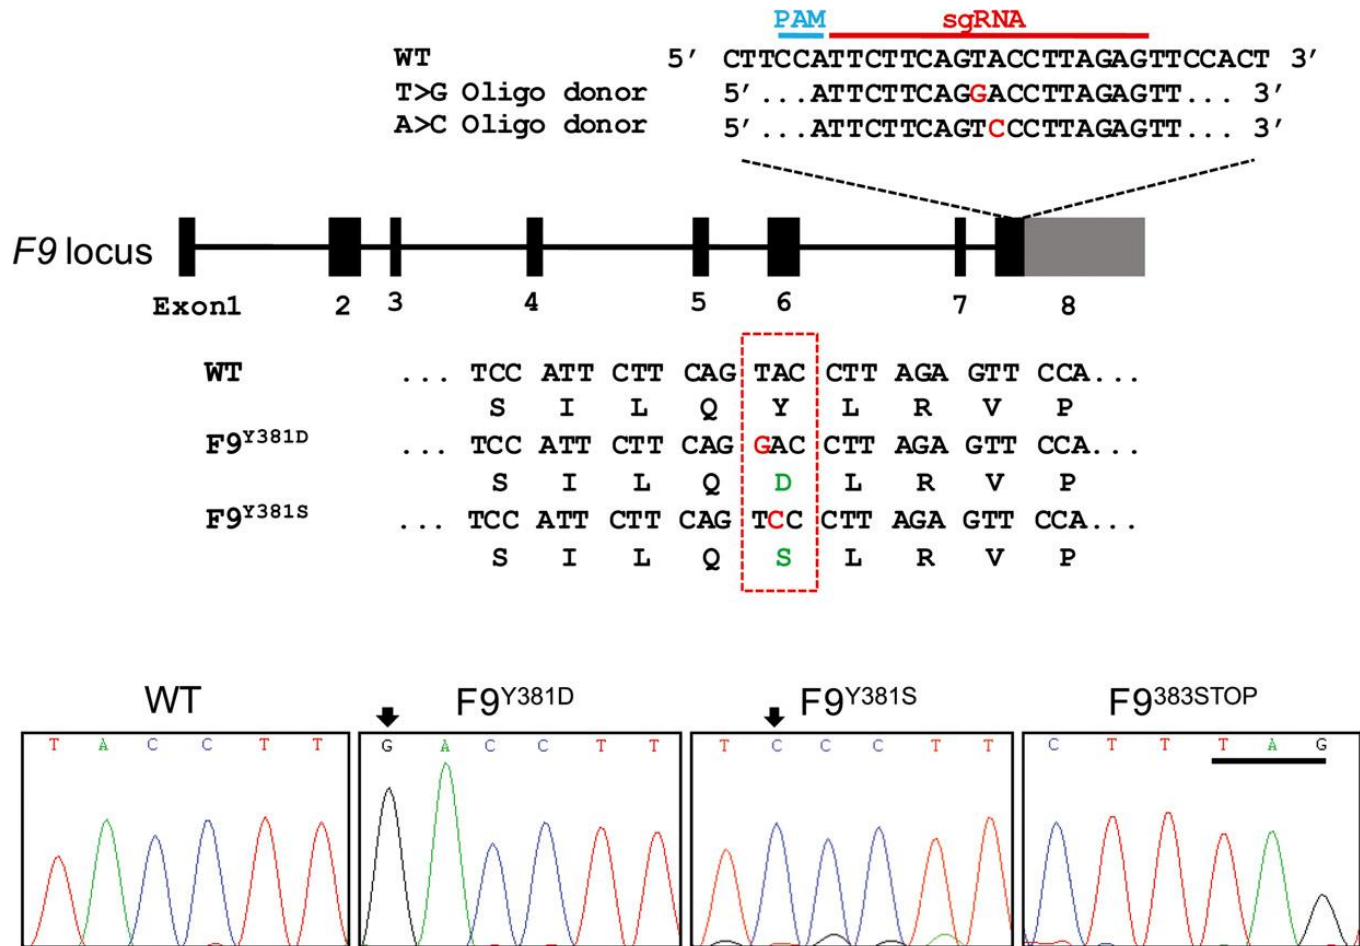 PAM sgRNA
WT 5′ CTTCCATTCTTCAGTACCTTAGAGTTCCACT 3′
T>G Oligo donor 5′ ...ATTCTTCAGGACCTTAGAGTT... 3′
A>C Oligo donor 5′ ...ATTCTTCAGTCCCTTAGAGTT... 3′
F9 locus
Exon1 2 3 4 5 6 7 8
WT ... TCC ATT CTT CAG TAC CTT AGA GTT CCA...
S I L Q Y L R V P
F9Y381D ... TCC ATT CTT CAG GAC CTT AGA GTT CCA...
S I L Q D L R V P
F9Y381S ... TCC ATT CTT CAG TCC CTT AGA GTT CCA...
S I L Q S L R V P
WT F9Y381D F9Y381S F9383STOP
T A C C T T G A C C T T T C C C T T C T T T A G